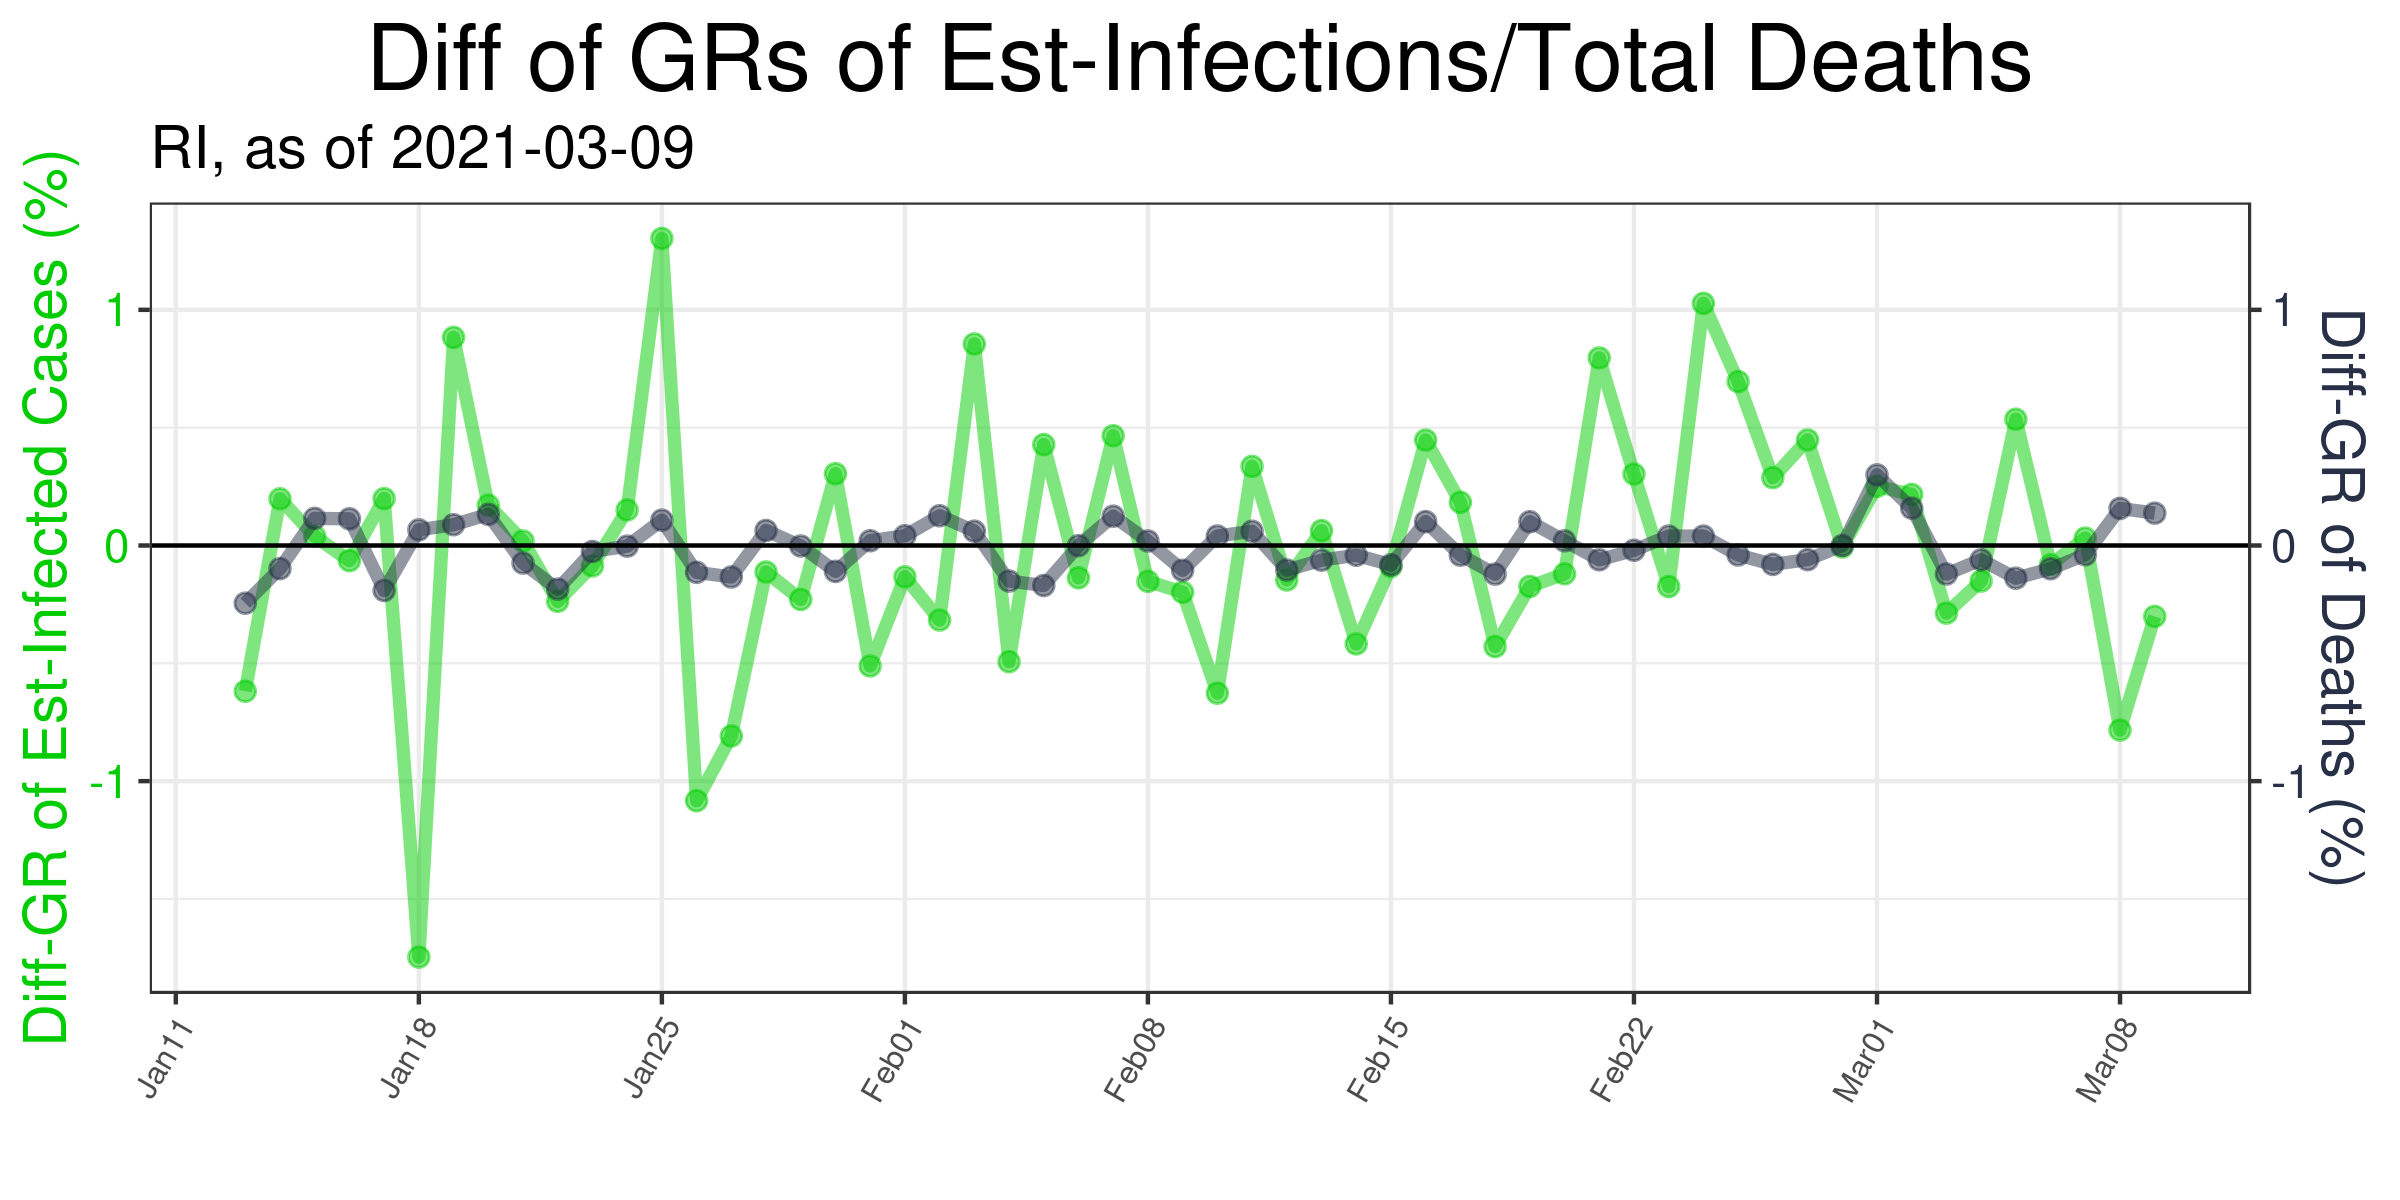 Diff of GRs of Est-Infections/Total Deaths
RI, as of 2021-03-09
Diff-GR of Est-Infected Cases (%)
1
0
-1
1
0
-1
Diff-GR of Deaths (%)
Jan11
Jan18
Jan25
Feb01
Feb08
Feb15
Feb22
Mar01
Mar08